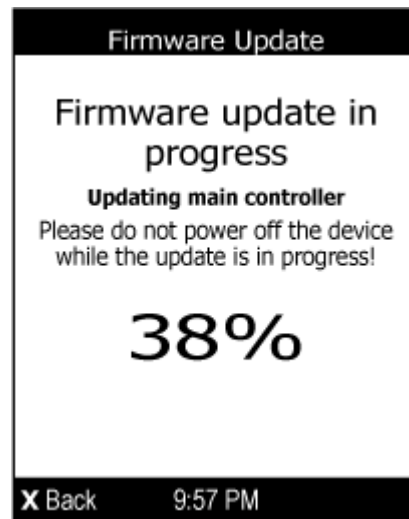 Firmware Update
Firmware update in
progress
Updating main controller
Please do not power off the device
while the update is in progress!
38%
X Back 9:57 PM